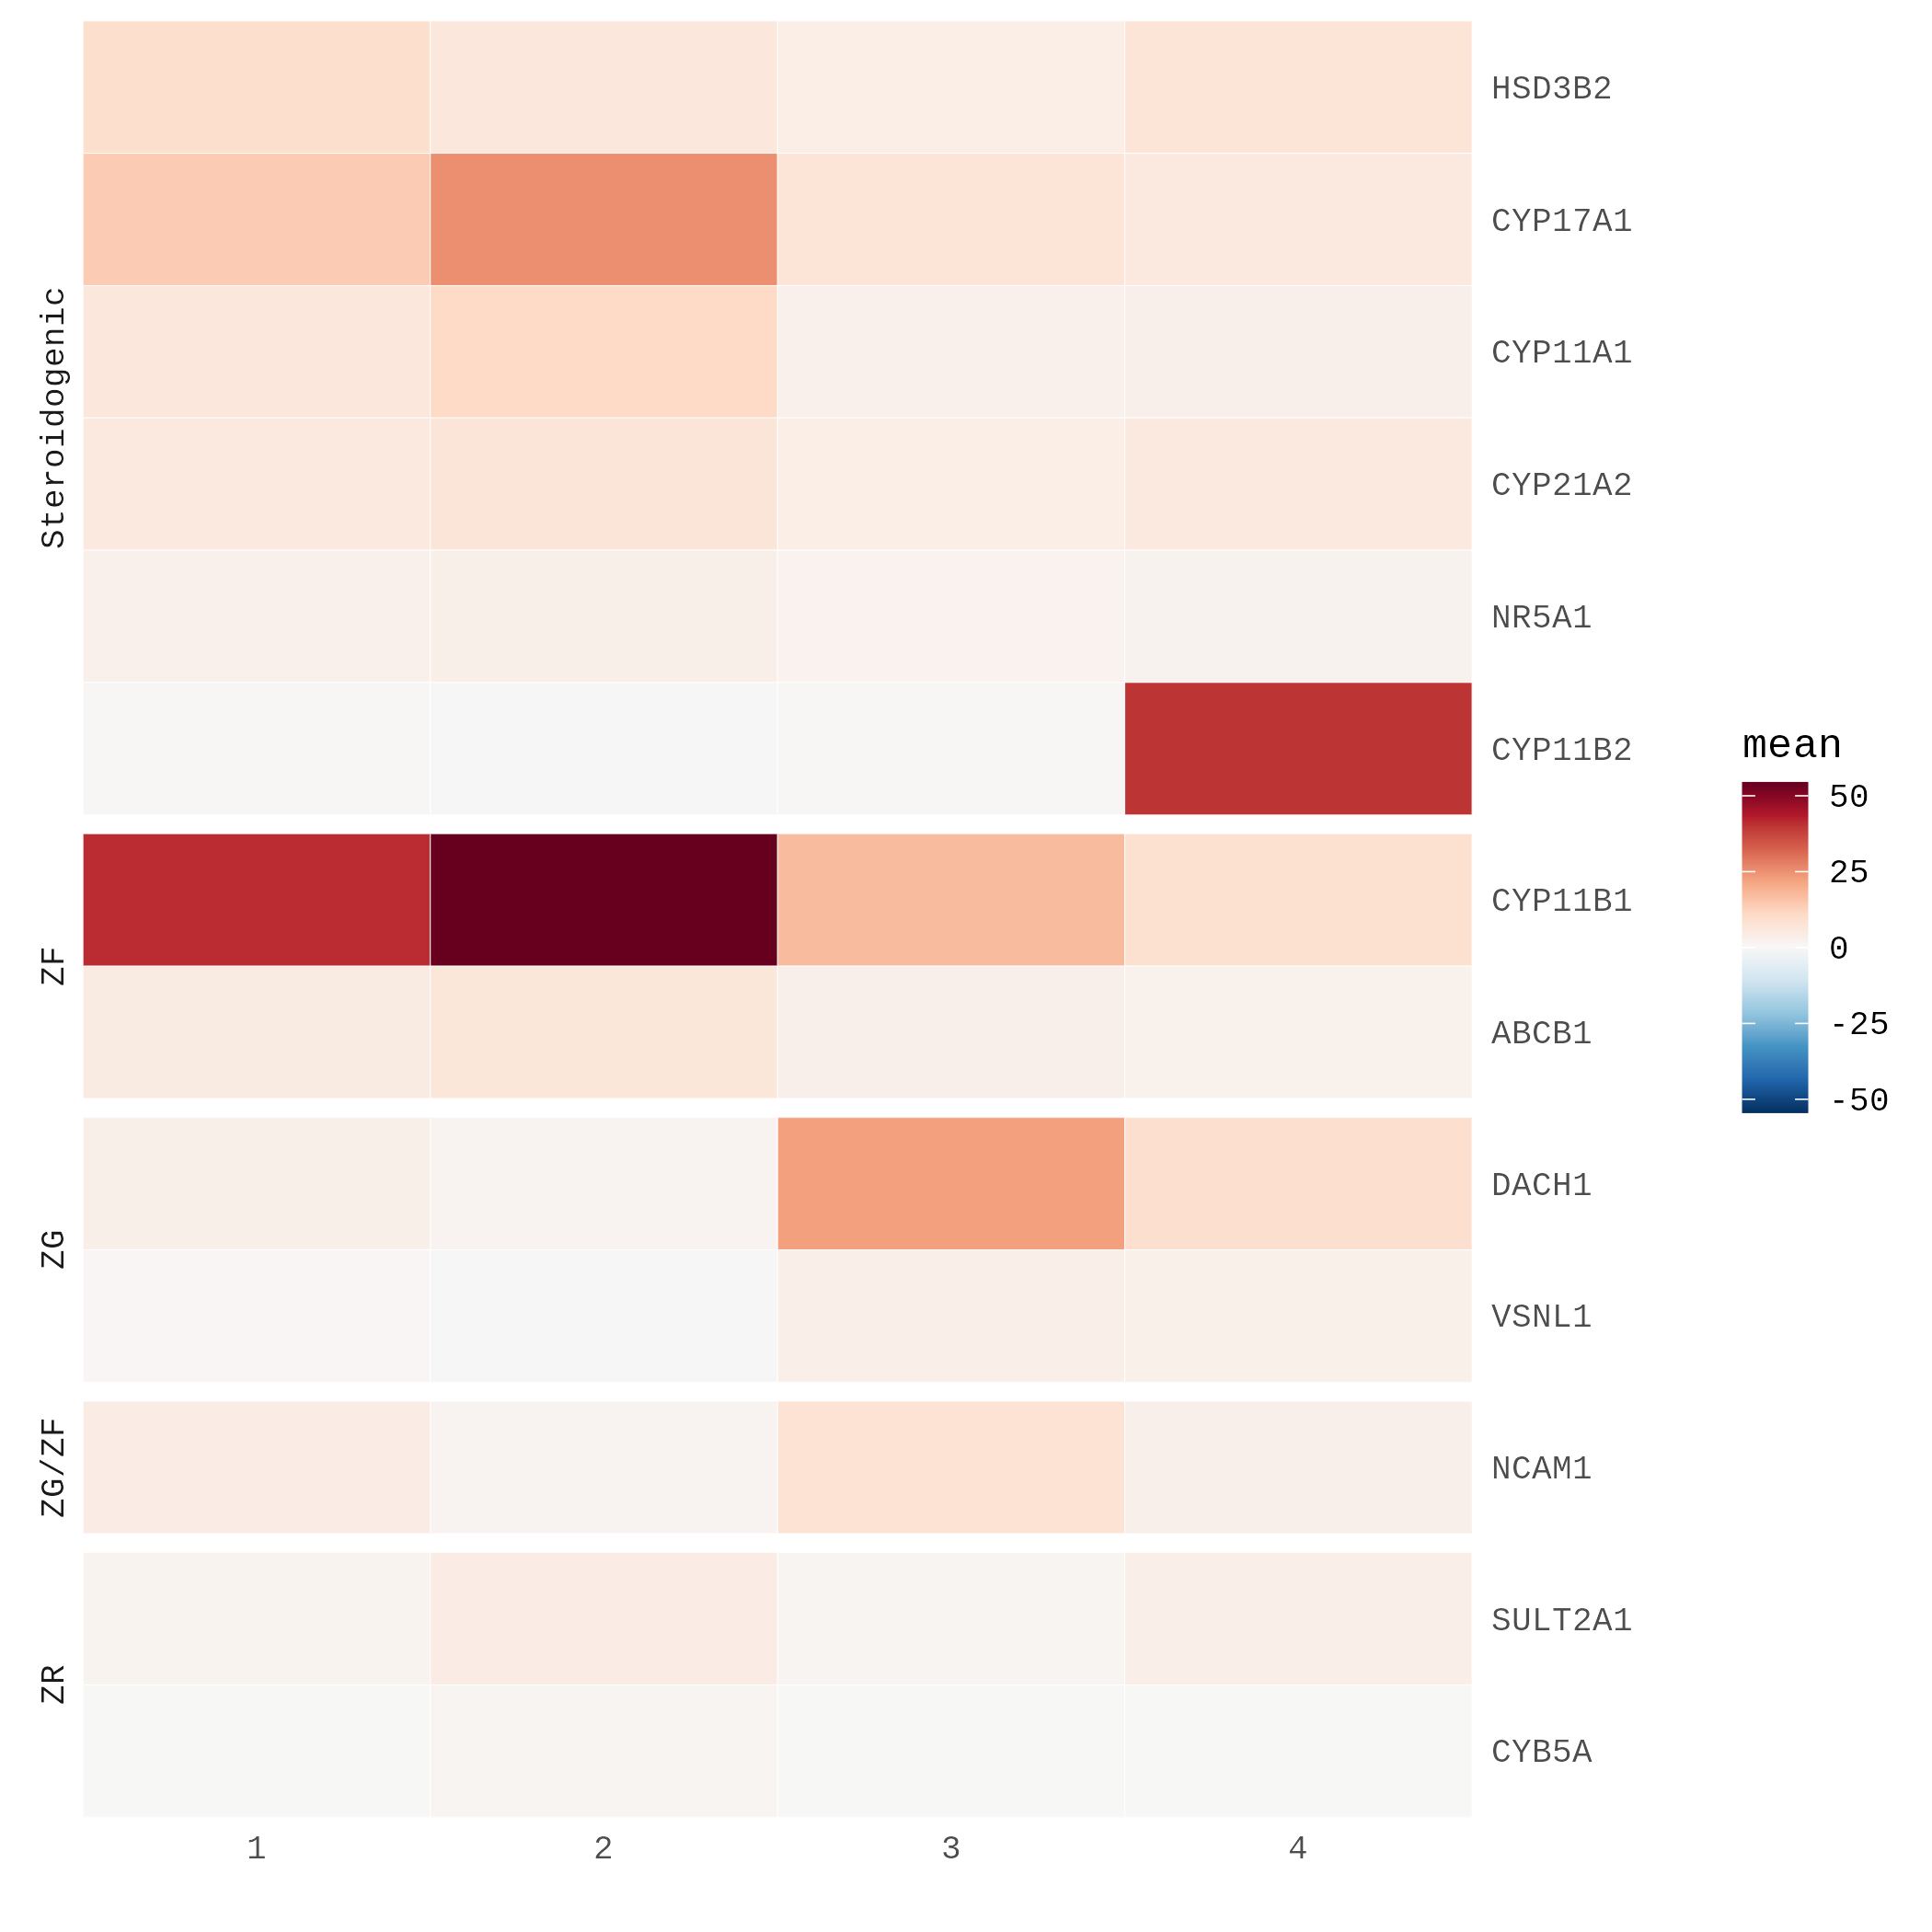 Steroidogenic
HSD3B2
CYP17A1
CYP11A1
CYP21A2
NR5A1
CYP11B2
ZF
CYP11B1
ABCB1
ZG
DACH1
VSNL1
ZG/ZF
NCAM1
ZR
SULT2A1
CYB5A
1 2 3 4
mean
50
25
0
-25
-50